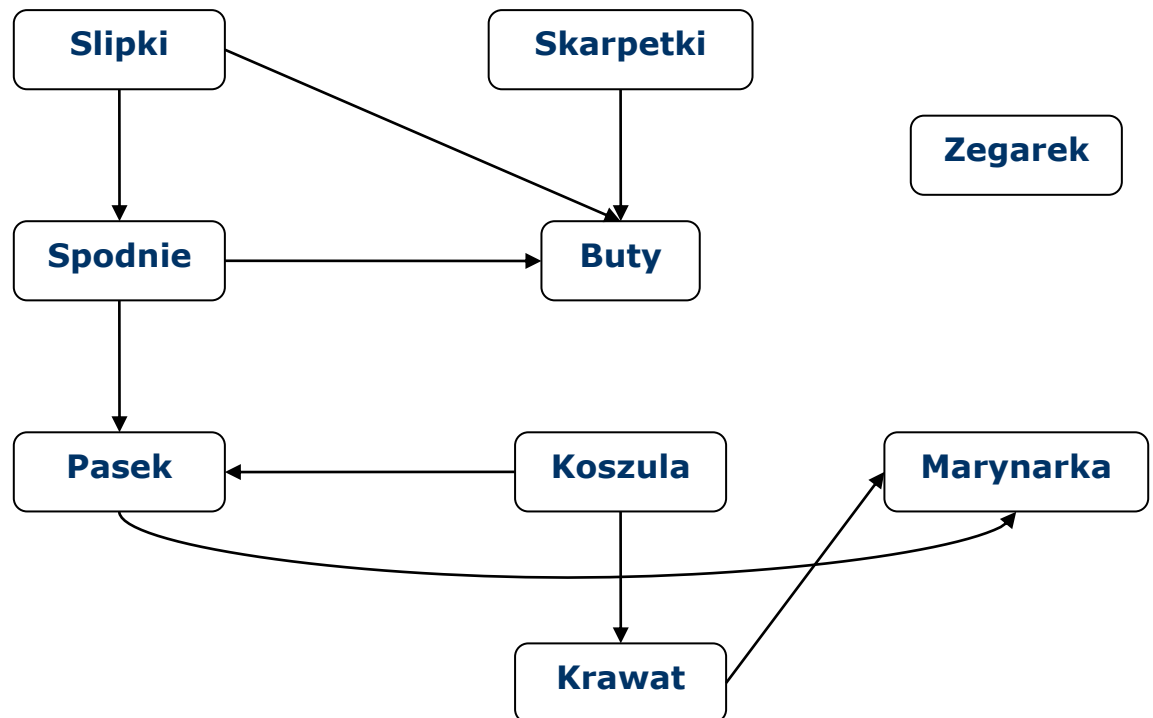 Slipki
Skarpetki
Zegarek
Spodnie
Buty
Pasek
Koszula
Marynarka
Krawat